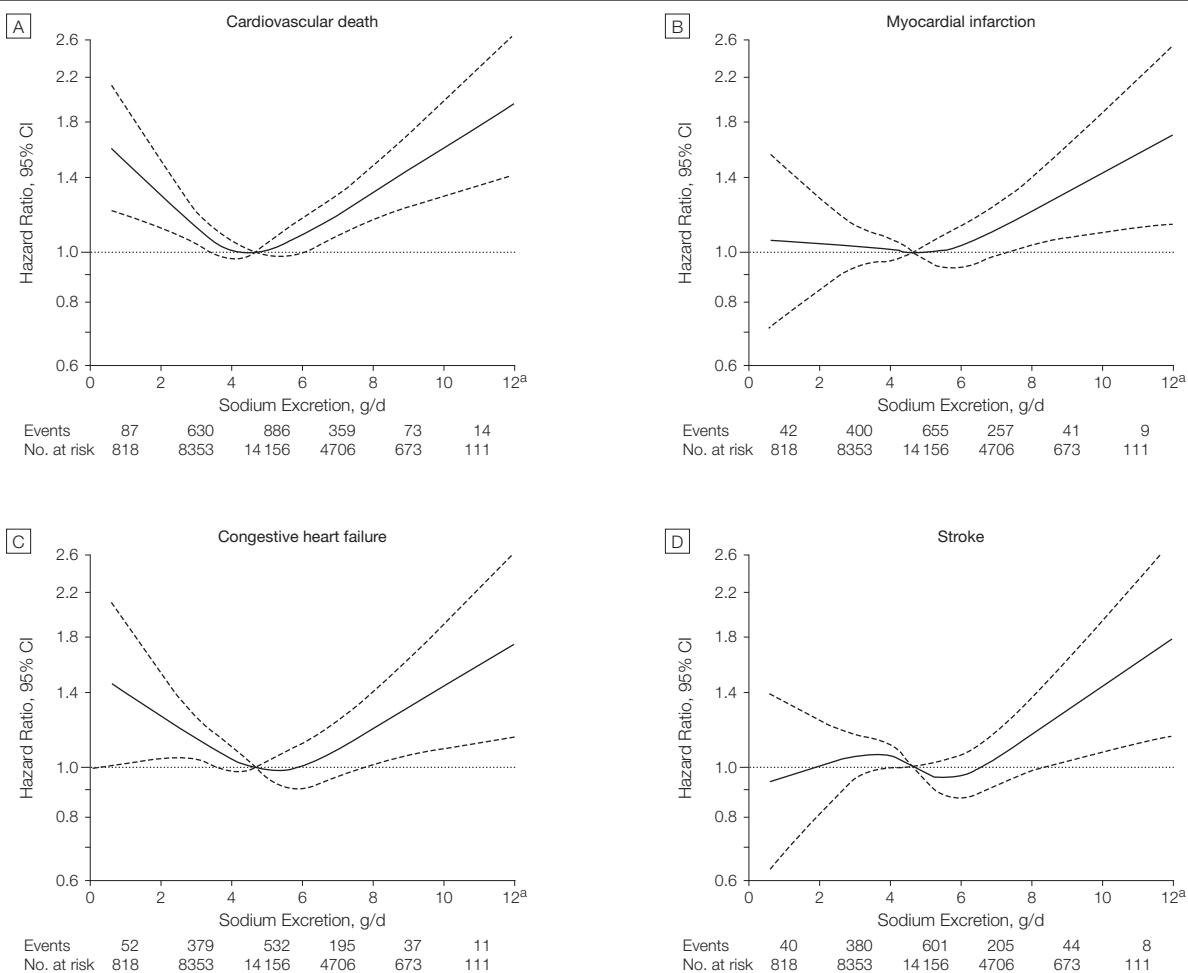 A
Cardiovascular death
2.6
2.2
1.8
1.4
1.0
0.8
0.6
Hazard Ratio, 95% CI
0 2 4 6 8 10 12a
Sodium Excretion, g/d
Events 87 630 886 359 73 14
No. at risk 818 8353 14 156 4706 673 111
B
Myocardial infarction
2.6
2.2
1.8
1.4
1.0
0.8
0.6
Hazard Ratio, 95% CI
0 2 4 6 8 10 12a
Sodium Excretion, g/d
Events 42 400 655 257 41 9
No. at risk 818 8353 14 156 4706 673 111
C
Congestive heart failure
2.6
2.2
1.8
1.4
1.0
0.8
0.6
Hazard Ratio, 95% CI
0 2 4 6 8 10 12a
Sodium Excretion, g/d
Events 52 379 532 195 37 11
No. at risk 818 8353 14 156 4706 673 111
D
Stroke
2.6
2.2
1.8
1.4
1.0
0.8
0.6
Hazard Ratio, 95% CI
0 2 4 6 8 10 12a
Sodium Excretion, g/d
Events 40 380 601 205 44 8
No. at risk 818 8353 14 156 4706 673 111